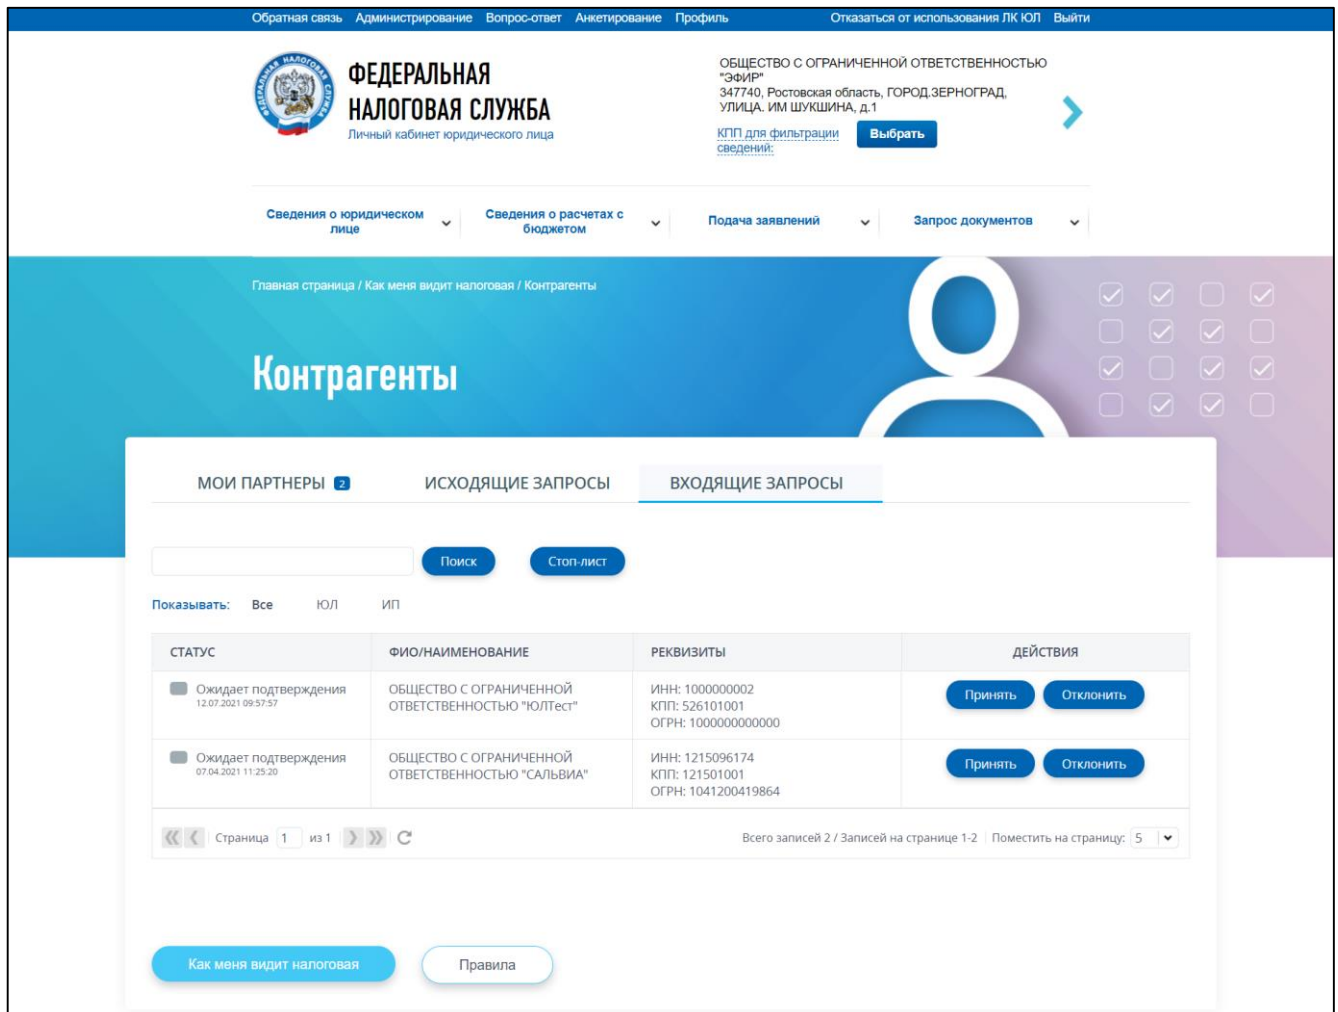 Обратная связь Администрирование Вопрос-ответ Анкетирование Профиль Отказаться от использования ЛК ЮЛ Выйти
ФЕДЕРАЛЬНАЯ
НАЛОГОВАЯ СЛУЖБА
Личный кабинет юридического лица
ОБЩЕСТВО С ОГРАНИЧЕННОЙ ОТВЕТСТВЕННОСТЬЮ
"ЭФИР"
347740, Ростовская область, ГОРОД.ЗЕРНОГРАД,
УЛИЦА. ИМ ШУКШИНА, д.1
КПП для фильтрации
сведений:
Выбрать
Сведения о юридическом
лице
Сведения о расчетах с
бюджетом
Подача заявлений
Запрос документов
Главная страница / Как меня видит налоговая / Контрагенты
Контрагенты
МОИ ПАРТНЕРЫ 2 ИСХОДЯЩИЕ ЗАПРОСЫ ВХОДЯЩИЕ ЗАПРОСЫ
Поиск Стоп-лист
Показывать: Все ЮЛ ИП
СТАТУС ФИО/НАИМЕНОВАНИЕ РЕКВИЗИТЫ ДЕЙСТВИЯ
Ожидает подтверждения
12.07.2021 09:57:57
ОБЩЕСТВО С ОГРАНИЧЕННОЙ
ОТВЕТСТВЕННОСТЬЮ "ЮЛТест"
ИНН: 1000000002
КПП: 526101001
ОГРН: 1000000000000
Принять Отклонить
Ожидает подтверждения
07.04.2021 11:25:20
ОБЩЕСТВО С ОГРАНИЧЕННОЙ
ОТВЕТСТВЕННОСТЬЮ "САЛЬВИА"
ИНН: 1215096174
КПП: 121501001
ОГРН: 1041200419864
Принять Отклонить
Страница 1 из 1 Всего записей 2 / Записей на странице 1-2 Поместить на страницу: 5
Как меня видит налоговая Правила